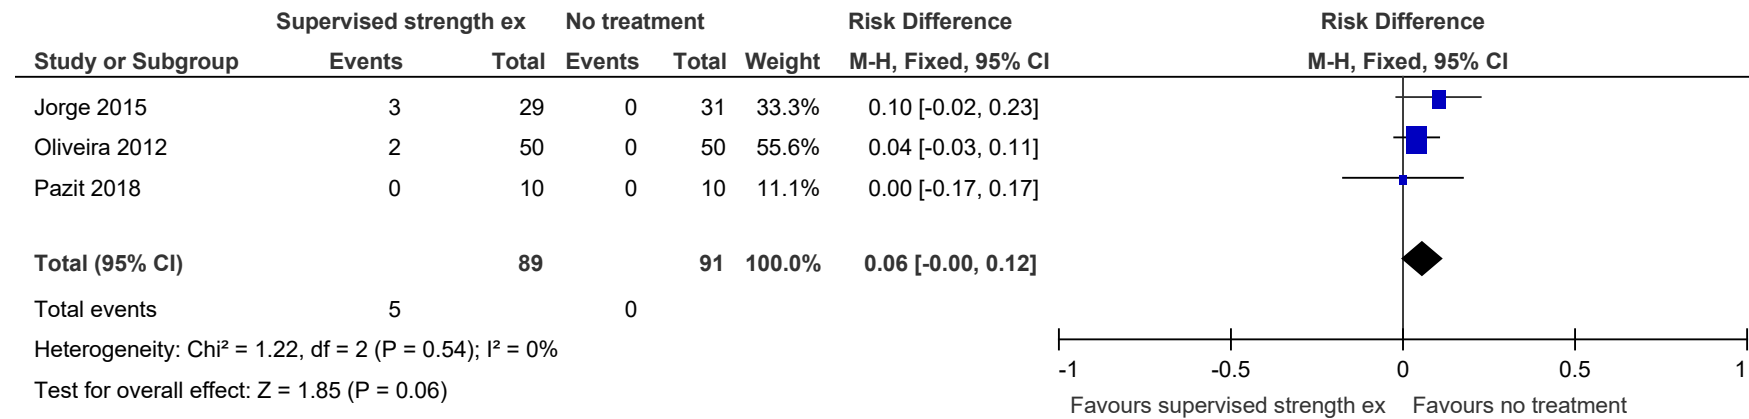 Supervised strength ex No treatment Risk Difference Risk Difference
Study or Subgroup Events Total Events Total Weight M-H, Fixed, 95% CI M-H, Fixed, 95% CI
Jorge 2015 3 29 0 31 33.3% 0.10 [-0.02, 0.23]
Oliveira 2012 2 50 0 50 55.6% 0.04 [-0.03, 0.11]
Pazit 2018 0 10 0 10 11.1% 0.00 [-0.17, 0.17]
Total (95% CI) 89 91 100.0% 0.06 [-0.00, 0.12]
Total events 5 0
Heterogeneity: Chi² = 1.22, df = 2 (P = 0.54); I² = 0%
Test for overall effect: Z = 1.85 (P = 0.06)
-1 -0.5 0 0.5 1
Favours supervised strength ex Favours no treatment